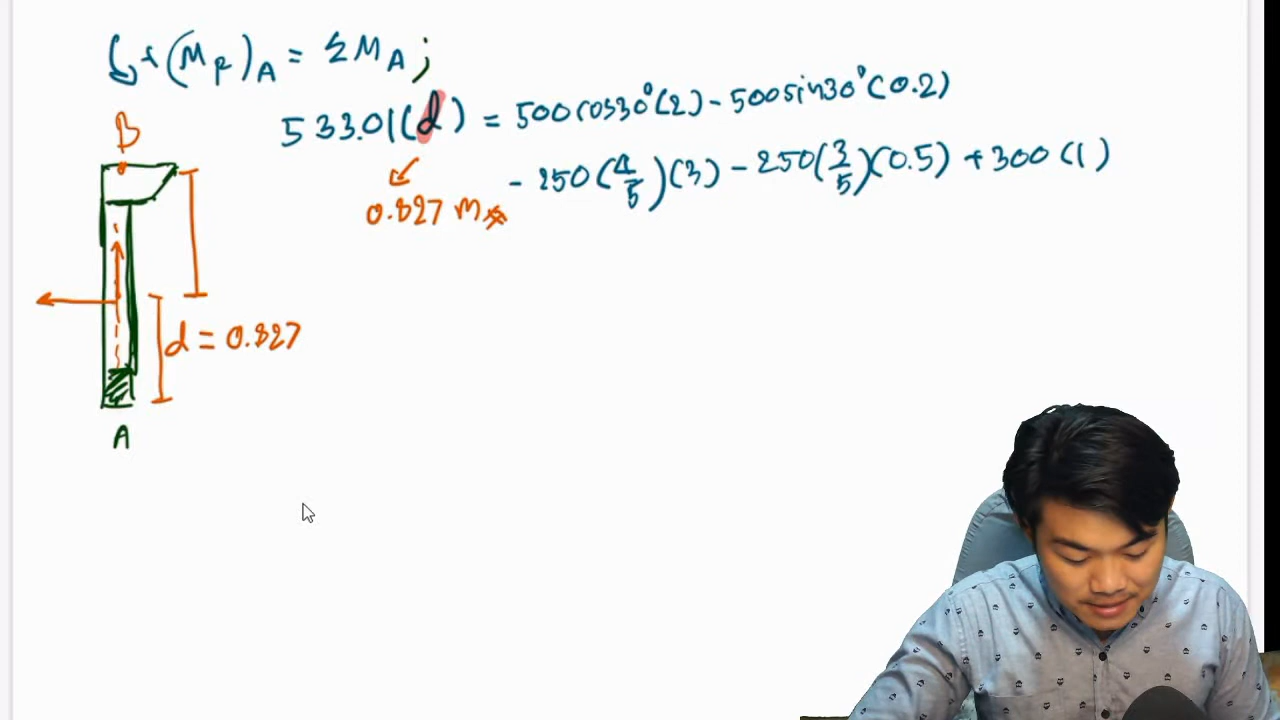 ↺+(MR)A = ΣMA;
533.01(d) = 500cos30°(2) - 500sin30°(0.2)
- 250(4/5)(3) - 250(3/5)(0.5) + 300(1)
0.827 m
B
d = 0.827
A